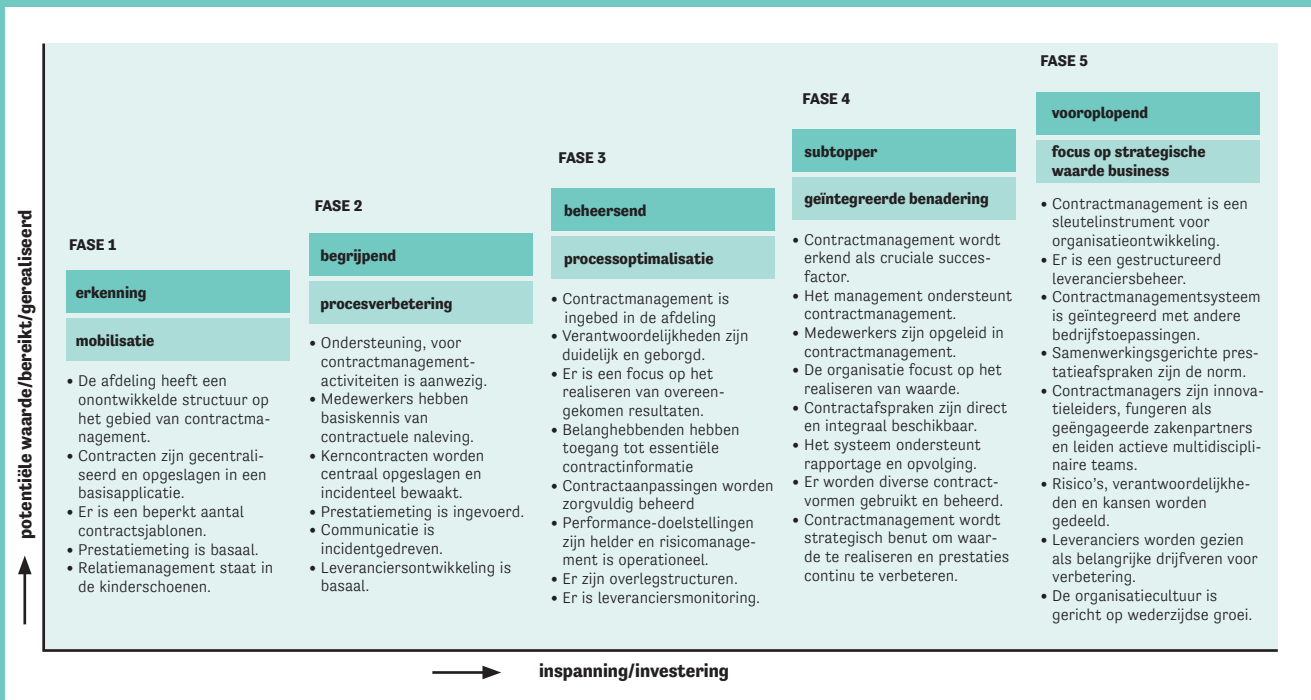 potentiële waarde/bereikt/gerealiseerd
FASE 1
erkenning
mobilisatie
• De afdeling heeft een
onontwikkelde structuur op
het gebied van contractma-
nagement.
• Contracten zijn gecentrali-
seerd en opgeslagen in een
basisapplicatie.
• Er is een beperkt aantal
contractsjablonen.
• Prestatiemeting is basaal.
• Relatiemanagement staat in
de kinderschoenen.
FASE 2
begrijpend
procesverbetering
• Ondersteuning, voor
contractmanagement-
activiteiten is aanwezig.
• Medewerkers hebben
basiskennis van
contractuele naleving.
• Kerncontracten worden
centraal opgeslagen en
incidenteel bewaakt.
• Prestatiemeting is ingevoerd.
• Communicatie is
incidentgedreven.
• Leveranciersontwikkeling is
basaal.
FASE 3
beheersend
processoptimalisatie
• Contractmanagement is
ingebed in de afdeling
• Verantwoordelijkheden zijn
duidelijk en geborgd.
• Er is een focus op het
realiseren van overeen-
gekomen resultaten.
• Belanghebbenden hebben
toegang tot essentiële
contractinformatie
• Contractaanpassingen worden
zorgvuldig beheerd
• Performance-doelstellingen
zijn helder en risicomanage-
ment is operationeel.
• Er zijn overlegstructuren.
• Er is leveranciersmonitoring.
FASE 4
subtopper
geïntegreerde benadering
• Contractmanagement wordt
erkend als cruciale succes-
factor.
• Het management ondersteunt
contractmanagement.
• Medewerkers zijn opgeleid in
contractmanagement.
• De organisatie focust op het
realiseren van waarde.
• Contractafspraken zijn direct
en integraal beschikbaar.
• Het systeem ondersteunt
rapportage en opvolging.
• Er worden diverse contract-
vormen gebruikt en beheerd.
• Contractmanagement wordt
strategisch benut om waar-
de te realiseren en prestaties
continu te verbeteren.
FASE 5
vooroplopend
focus op strategische
waarde business
• Contractmanagement is een
sleutelinstrument voor
organisatieontwikkeling.
• Er is een gestructureerd
leveranciersbeheer.
• Contractmanagementsysteem
is geïntegreerd met andere
bedrijfstoepassingen.
• Samenwerkingsgerichte pres-
tatieafspraken zijn de norm.
• Contractmanagers zijn innova-
tieleiders, fungeren als
geëngageerde zakenpartners
en leiden actieve multidiscipli-
naire teams.
• Risico's, verantwoordelijkhe-
den en kansen worden
gedeeld.
• Leveranciers worden gezien
als belangrijke drijfveren voor
verbetering.
• De organisatiecultuur is
gericht op wederzijdse groei.
inspanning/investering